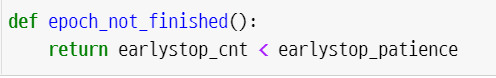 def epoch_not_finished():
    return earlystop_cnt < earlystop_patience